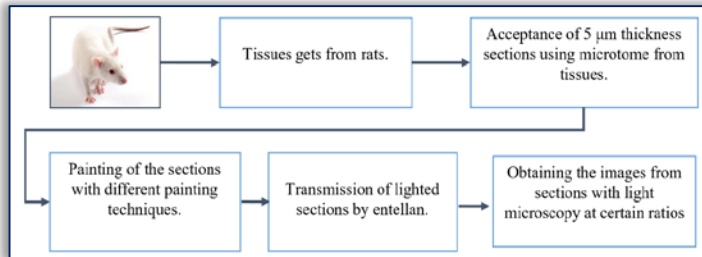 Tissues gets from rats.
Acceptance of 5 μm thickness
sections using microtome from
tissues.
Painting of the sections
with different painting
techniques.
Transmission of lighted
sections by entellan.
Obtaining the images from
sections with light
microscopy at certain ratios